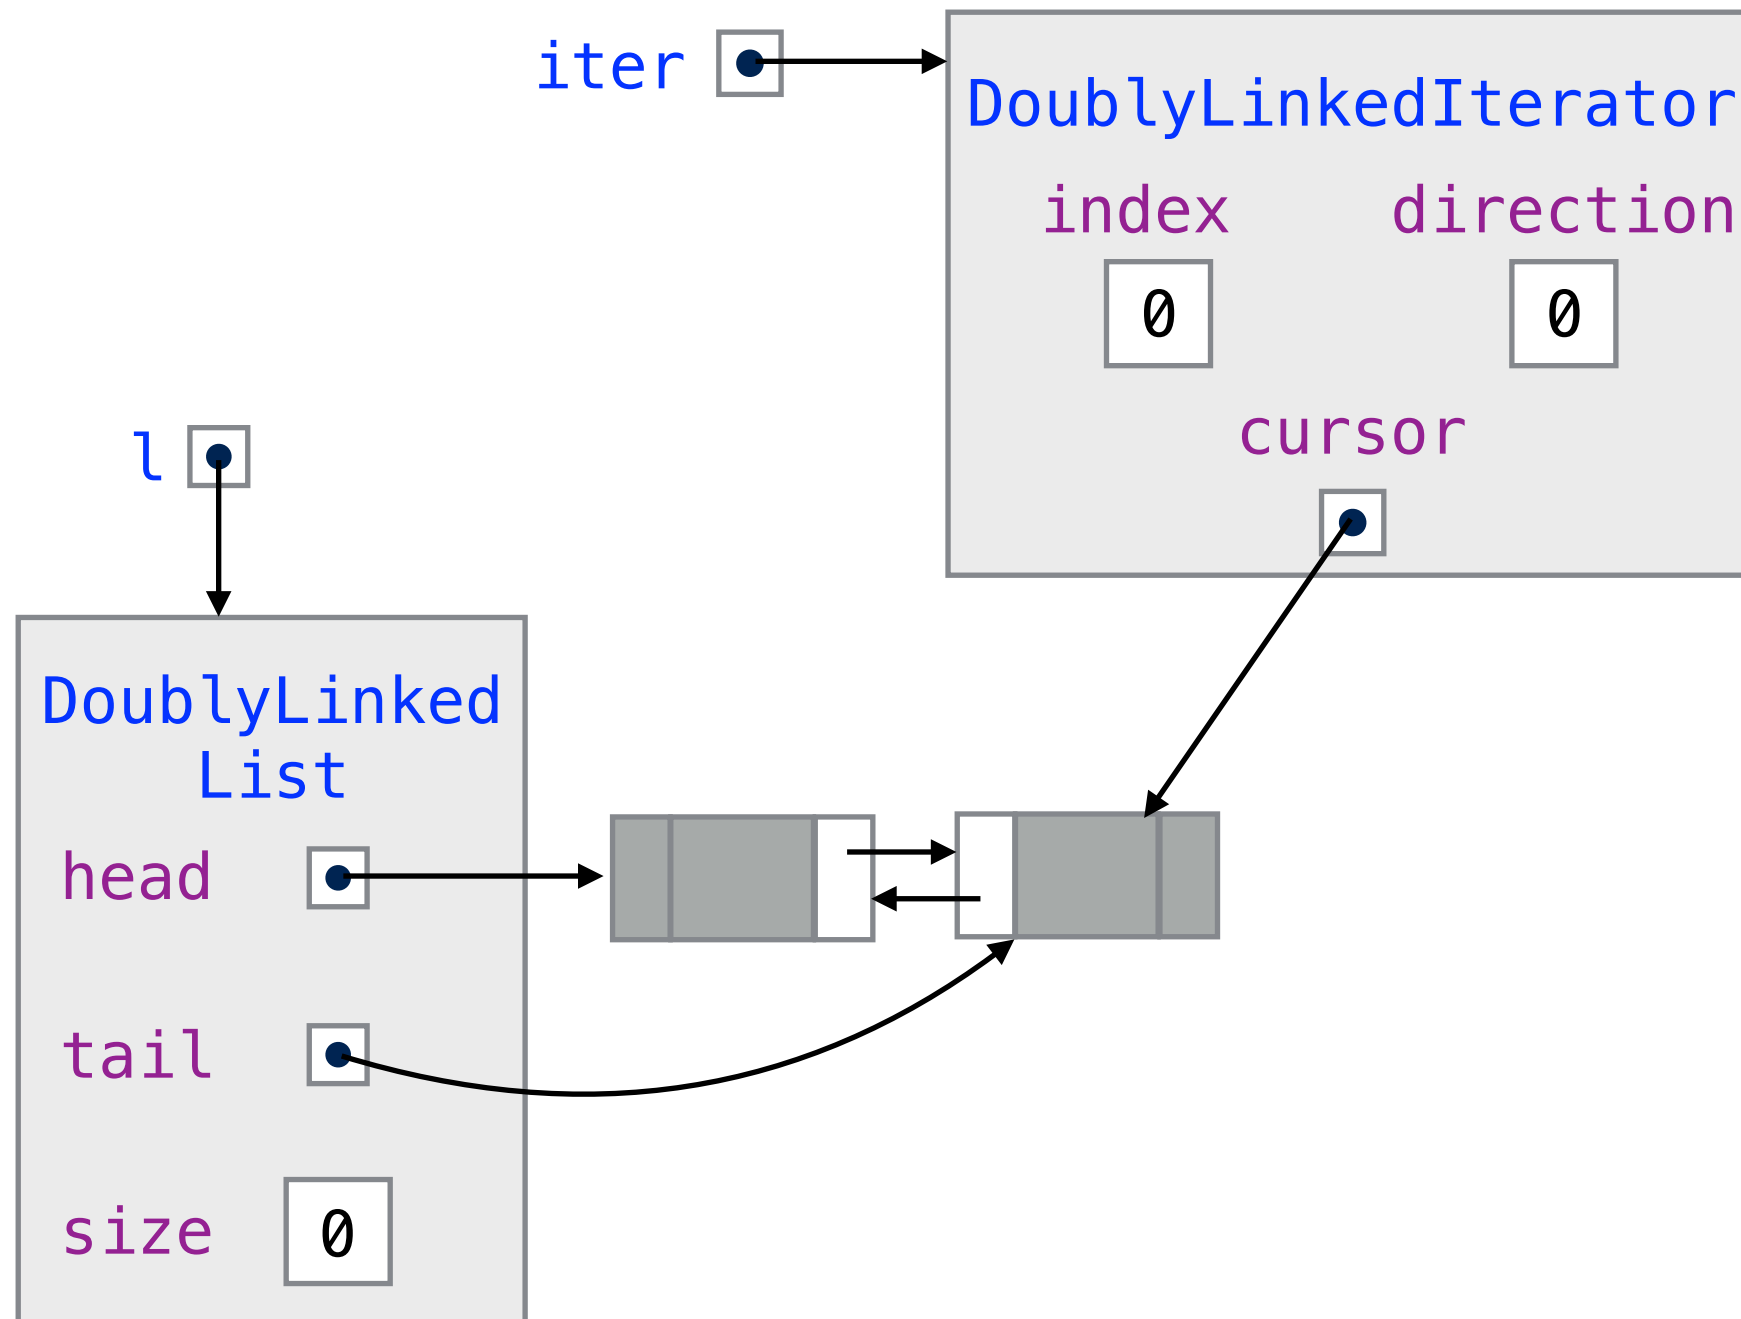 iter
DoublyLinkedIterator
index direction
0 0
cursor
l
DoublyLinked
List
head
tail
size 0